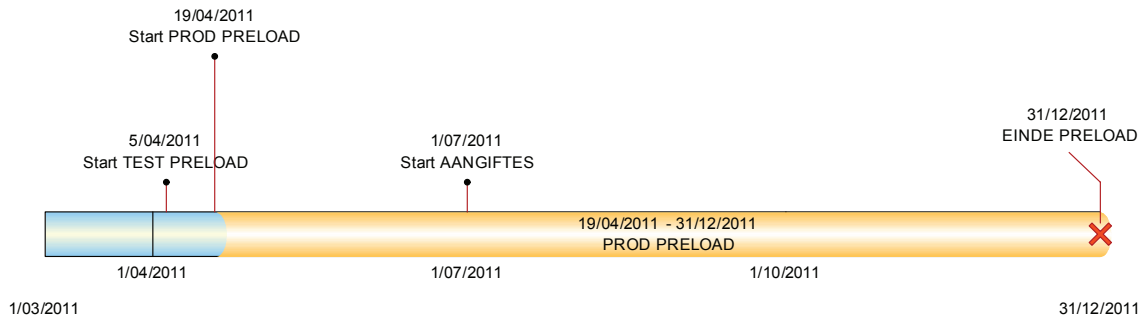 19/04/2011
Start PROD PRELOAD
5/04/2011
Start TEST PRELOAD
1/07/2011
Start AANGIFTES
31/12/2011
EINDE PRELOAD
19/04/2011 - 31/12/2011
PROD PRELOAD
1/04/2011
1/07/2011
1/10/2011
1/03/2011
31/12/2011